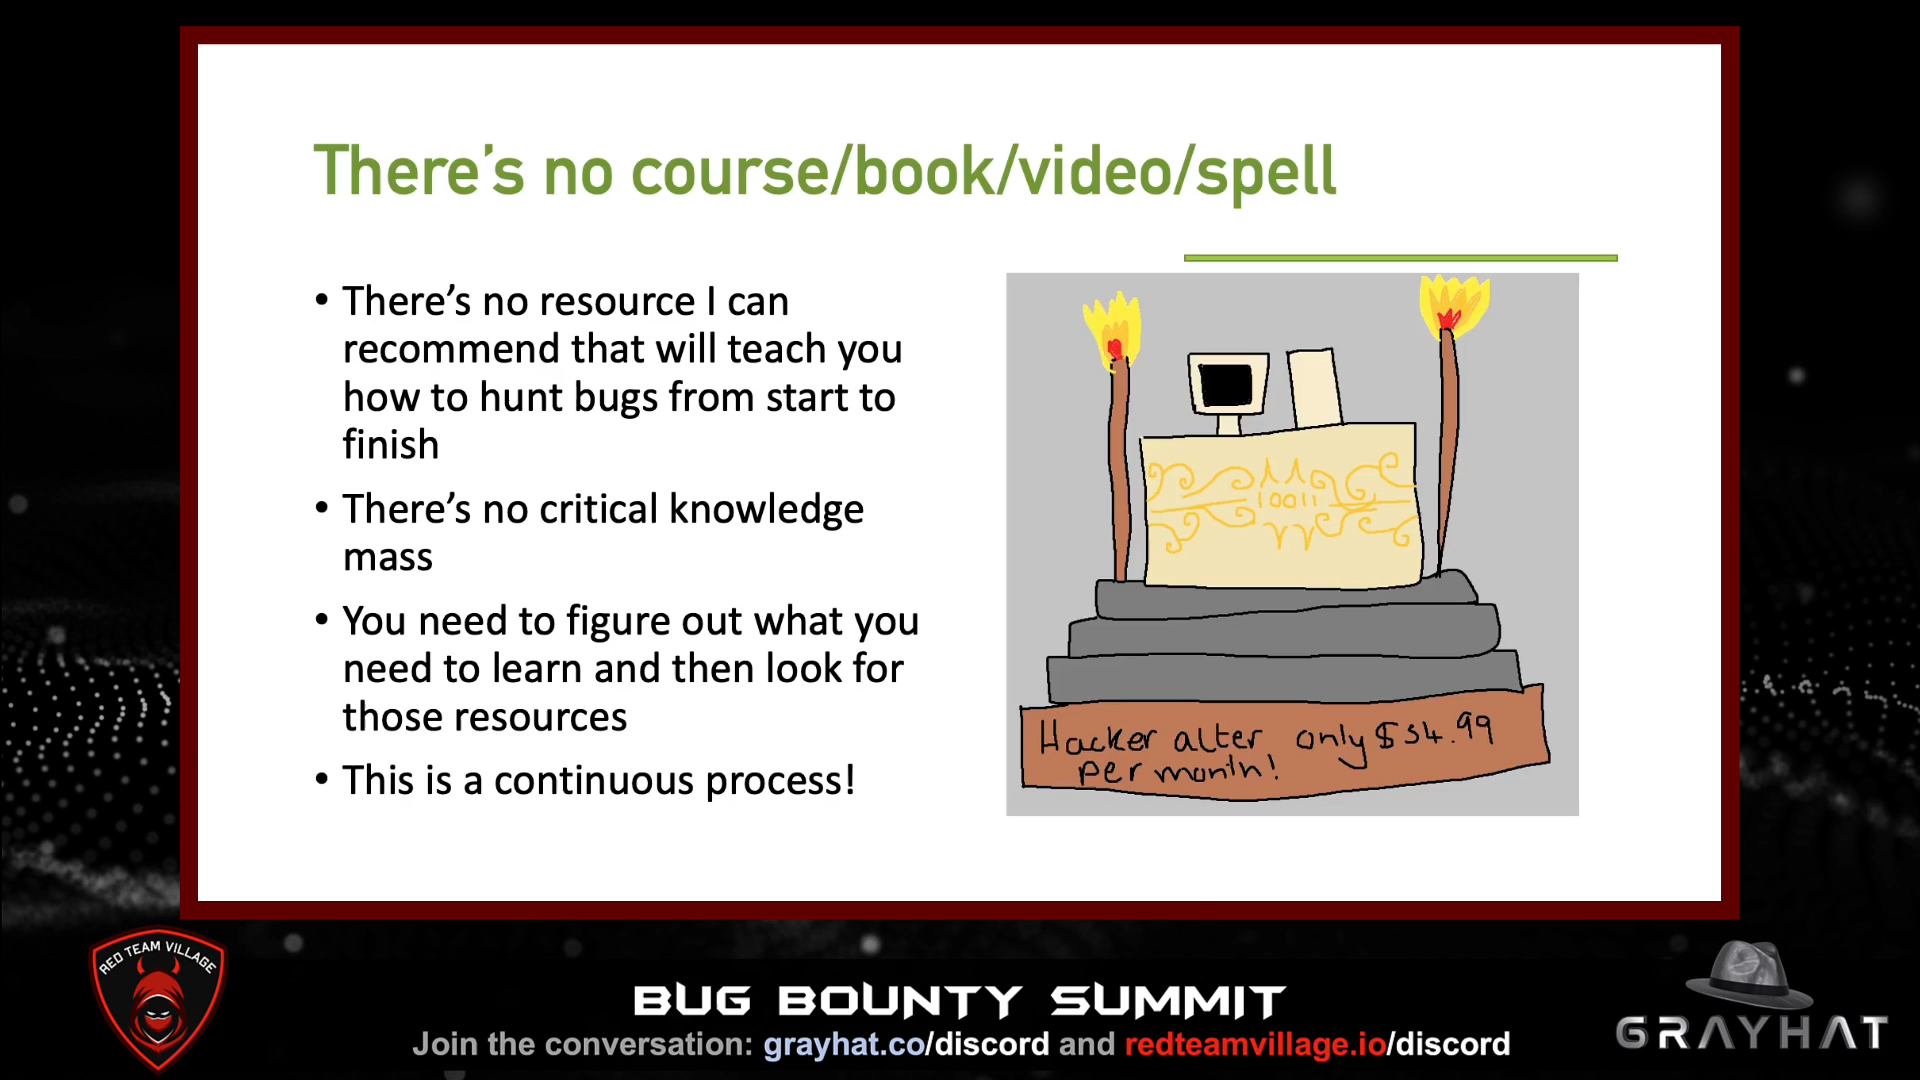 There's no course/book/video/spell
• There's no resource I can
recommend that will teach you
how to hunt bugs from start to
finish
• There's no critical knowledge
mass
• You need to figure out what you
need to learn and then look for
those resources
• This is a continuous process!
10011
Hacker alter only $34.99
per month!
RED TEAM VILLAGE
BUG BOUNTY SUMMIT
Join the conversation: grayhat.co/discord and redteamvillage.io/discord
GRAYHAT